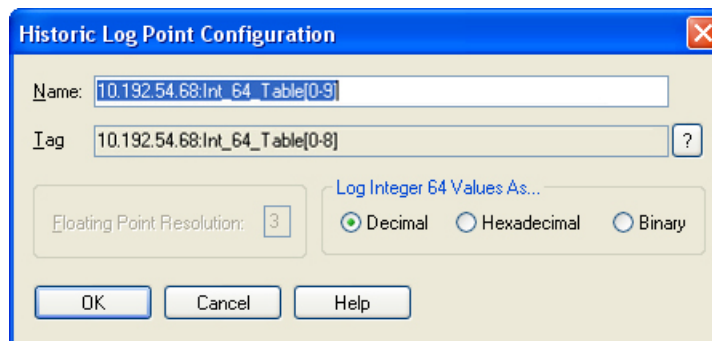 Historic Log Point Configuration
Name: 10.192.54.68:Int_64_Table[0-9]
Tag 10.192.54.68:Int_64_Table[0-8] ?
Log Integer 64 Values As...
Floating Point Resolution: 3 Decimal Hexadecimal Binary
OK Cancel Help